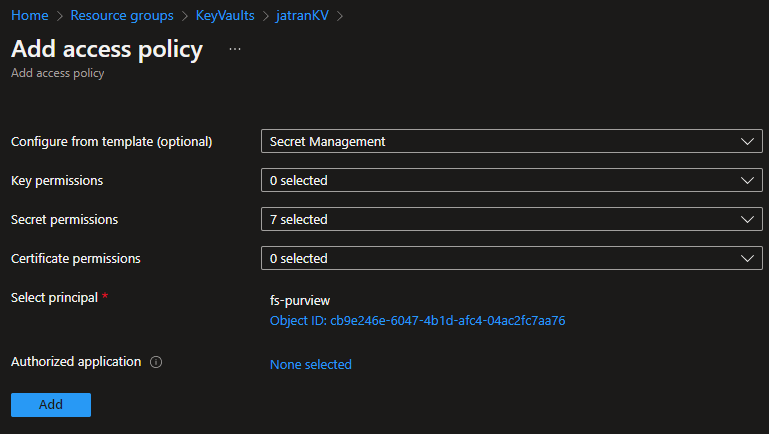 Home > Resource groups > KeyVaults > jatranKV >
Add access policy ...
Add access policy
Configure from template (optional) Secret Management
Key permissions 0 selected
Secret permissions 7 selected
Certificate permissions 0 selected
Select principal * fs-purview
Object ID: cb9e246e-6047-4b1d-afc4-04ac2fc7aa76
Authorized application None selected
Add